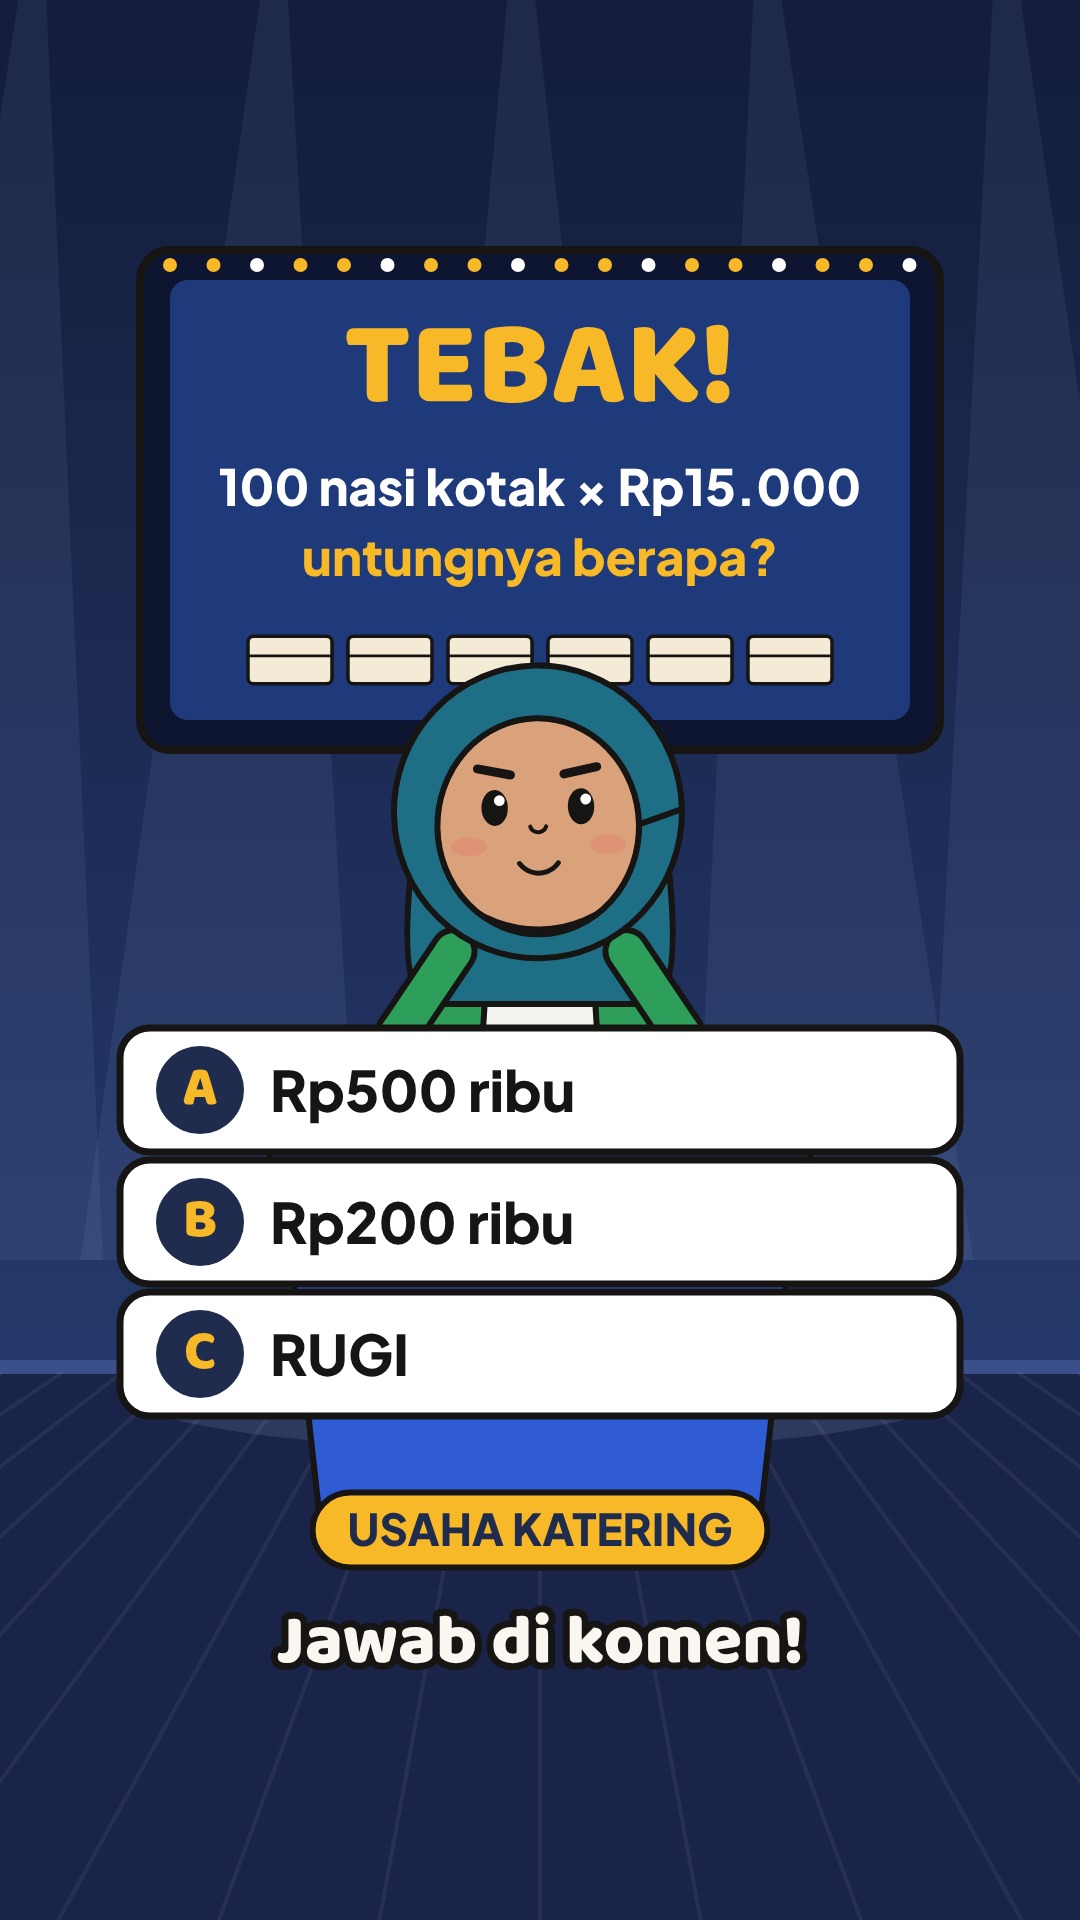 TEBAK!
100 nasi kotak × Rp15.000
untungnya berapa?
A Rp500 ribu
B Rp200 ribu
C RUGI
USAHA KATERING
Jawab di komen!